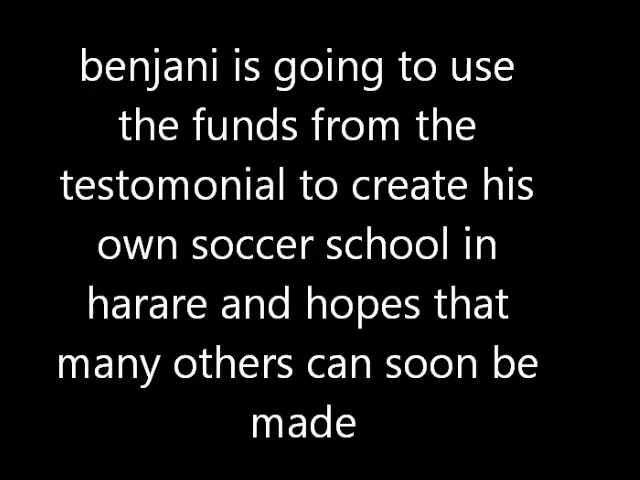 benjani is going to use
the funds from the
testomonial to create his
own soccer school in
harare and hopes that
many others can soon be
made